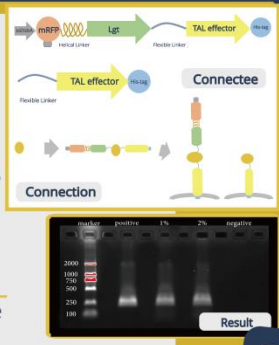 mRFP
Lgt
TAL effector
His-tag
Helical Linker
Flexible Linker
TAL effector
His-tag
Flexible Linker
Connectee
Connection
marker positive 1% 2% negative
2000
1000
750
500
250
100
Result